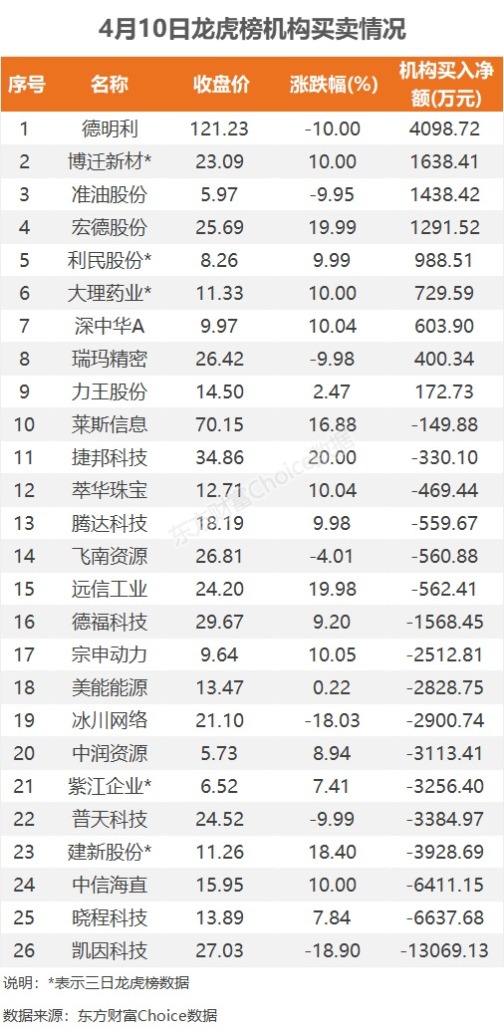 4月10日龙虎榜机构买卖情况
序号 名称 收盘价 涨跌幅(%) 机构买入净额(万元)
1 德明利 121.23 -10.00 4098.72
2 博迁新材* 23.09 10.00 1638.41
3 准油股份 5.97 -9.95 1438.42
4 宏德股份 25.69 19.99 1291.52
5 利民股份* 8.26 9.99 988.51
6 大理药业* 11.33 10.00 729.59
7 深中华A 9.97 10.04 603.90
8 瑞玛精密 26.42 -9.98 400.34
9 力王股份 14.50 2.47 172.73
10 莱斯信息 70.15 16.88 -149.88
11 捷邦科技 34.86 20.00 -330.10
12 萃华珠宝 12.71 10.04 -469.44
13 腾达科技 18.19 9.98 -559.67
14 飞南资源 26.81 -4.01 -560.88
15 远信工业 24.20 19.98 -562.41
16 德福科技 29.67 9.20 -1568.45
17 宗申动力 9.64 10.05 -2512.81
18 美能能源 13.47 0.22 -2828.75
19 冰川网络 21.10 -18.03 -2900.74
20 中润资源 5.73 8.94 -3113.41
21 紫江企业* 6.52 7.41 -3256.40
22 普天科技 24.52 -9.99 -3384.97
23 建新股份* 11.26 18.40 -3928.69
24 中信海直 15.95 10.00 -6411.15
25 晓程科技 13.89 7.84 -6637.68
26 凯因科技 27.03 -18.90 -13069.13
东方财富Choice数据
说明：*表示三日龙虎榜数据
数据来源：东方财富Choice数据